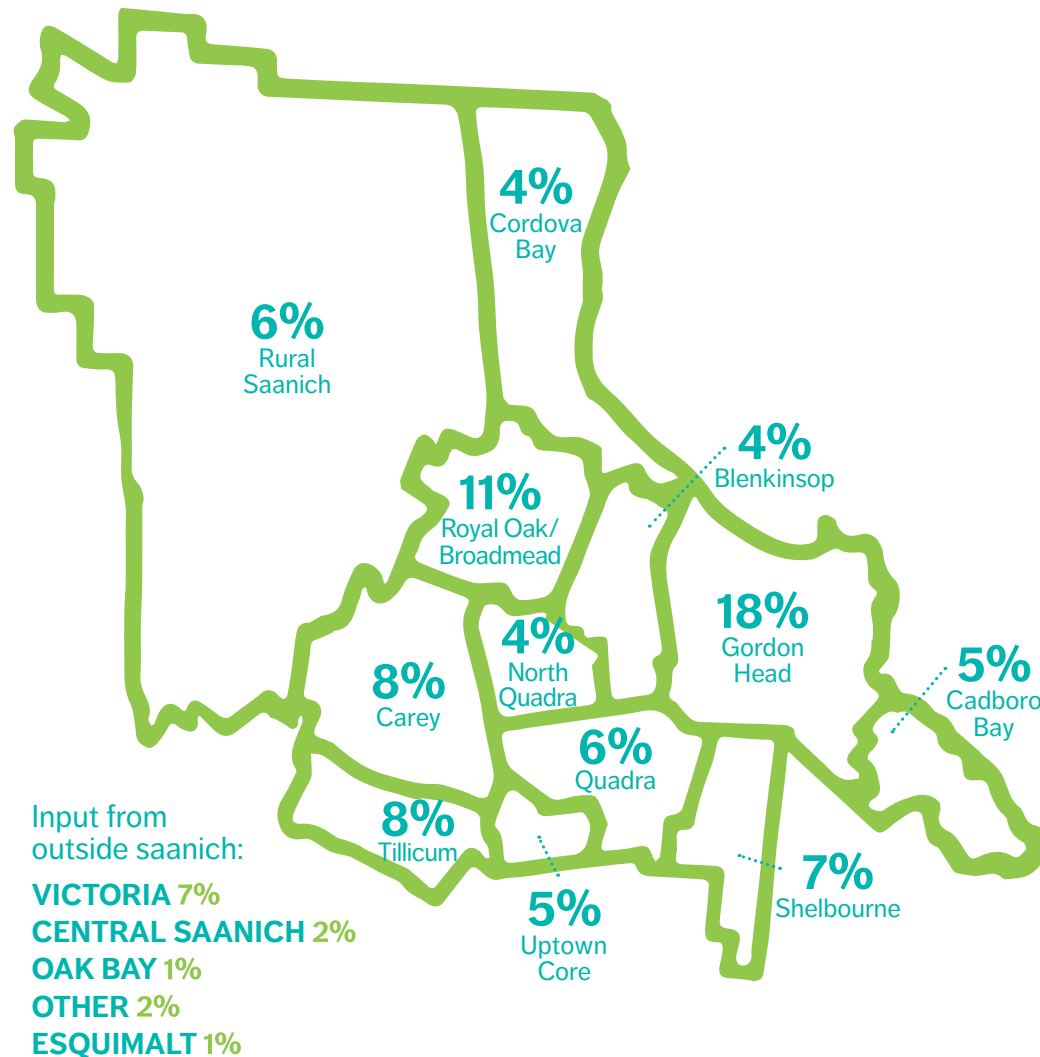 4%
Cordova
Bay
6%
Rural
Saanich
4%
Blenkinsop
11%
Royal Oak/
Broadmead
18%
Gordon
Head
4%
North
Quadra
5%
Cadboro
Bay
8%
Carey
6%
Quadra
8%
Tillicum
7%
Shelbourne
5%
Uptown
Core
Input from
outside saanich:
VICTORIA 7%
CENTRAL SAANICH 2%
OAK BAY 1%
OTHER 2%
ESQUIMALT 1%